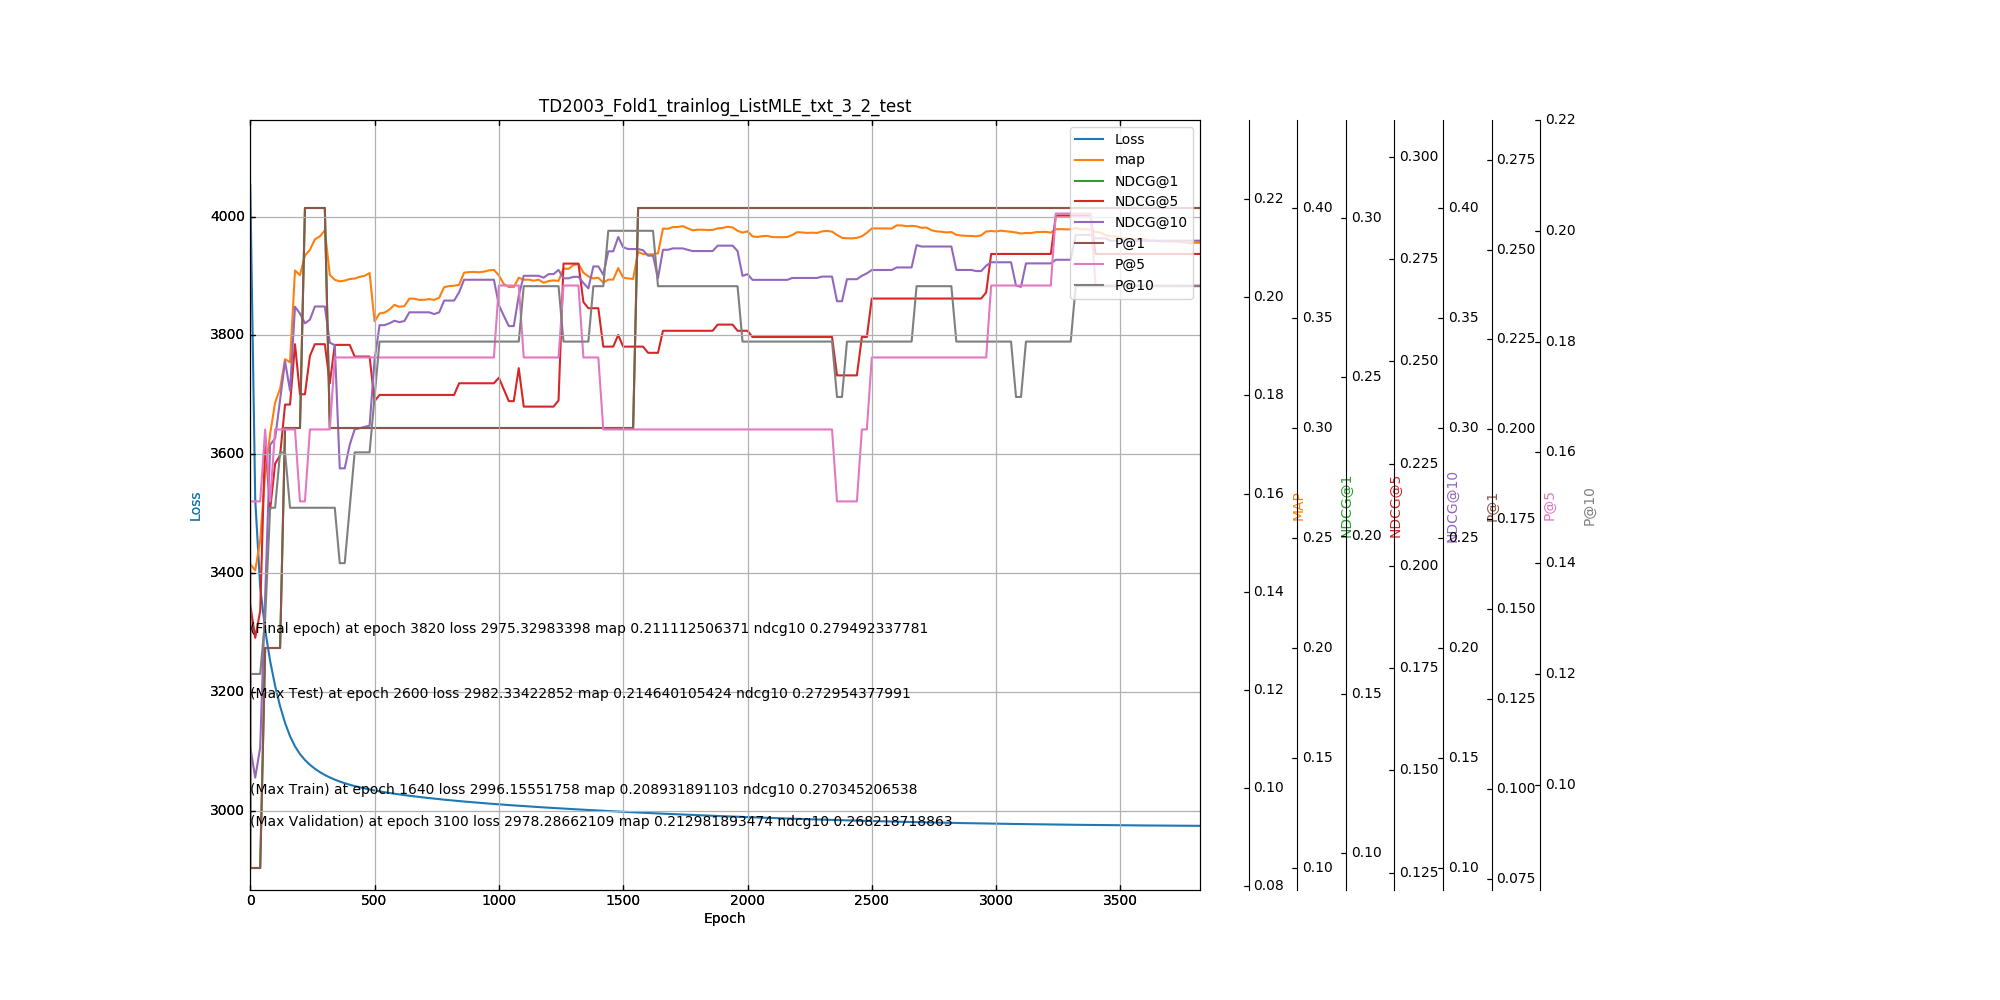 TD2003_Fold1_trainlog_ListMLE_txt_3_2_test
Loss
map
NDCG@1
NDCG@5
NDCG@10
P@1
P@5
P@10
4000
3800
3600
3400
3200
3000
Loss
(Final epoch) at epoch 3820 loss 2975.32983398 map 0.211112506371 ndcg10 0.279492337781
(Max Test) at epoch 2600 loss 2982.33422852 map 0.214640105424 ndcg10 0.272954377991
(Max Train) at epoch 1640 loss 2996.15551758 map 0.208931891103 ndcg10 0.270345206538
(Max Validation) at epoch 3100 loss 2978.28662109 map 0.212981893474 ndcg10 0.268218718863
0 500 1000 1500 2000 2500 3000 3500
Epoch
0.22
0.20
0.18
0.16
0.14
0.12
0.10
0.08
MAP
0.40
0.35
0.30
0.25
0.20
0.15
0.10
NDCG@1
0.30
0.25
0.20
0.15
0.10
NDCG@5
0.300
0.275
0.250
0.225
0.200
0.175
0.150
0.125
NDCG@10
0.40
0.35
0.30
0.25
0.20
0.15
0.10
P@1
0.275
0.250
0.225
0.200
0.175
0.150
0.125
0.100
0.075
P@5
0.22
0.20
0.18
0.16
0.14
0.12
0.10
P@10